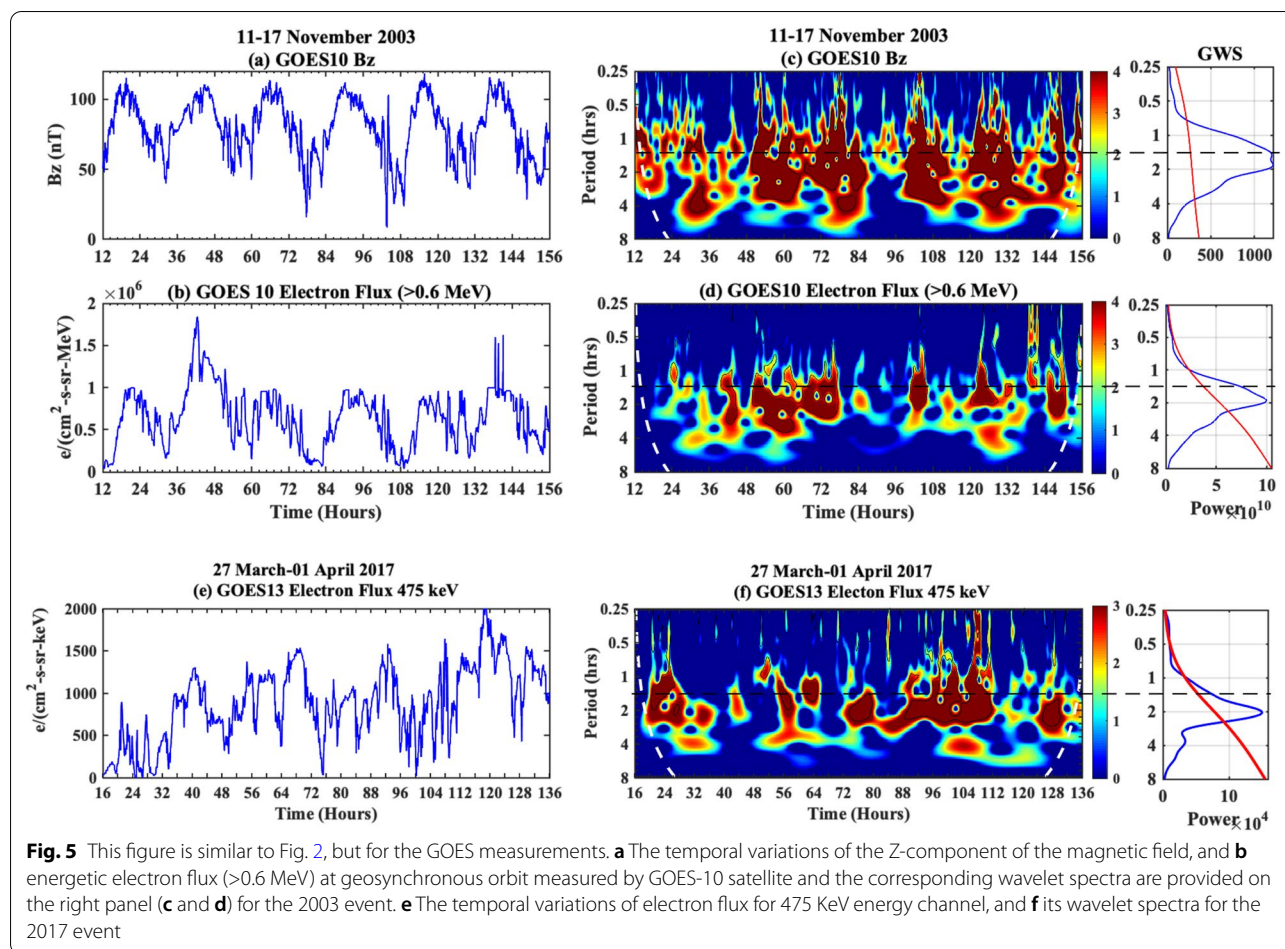 11-17 November 2003
(a) GOES10 Bz
Bz (nT)
100
50
0
12 24 36 48 60 72 84 96 108 120 132 144 156
11-17 November 2003
(c) GOES10 Bz
Period (hrs)
0.25
0.5
1
2
4
8
12 24 36 48 60 72 84 96 108 120 132 144 156
4
3
2
1
0
GWS
0.25
0.5
1
2
4
8
0 500 1000
(b) GOES 10 Electron Flux (>0.6 MeV)
×10⁶
e/(cm²-s-sr-MeV)
2
1.5
1
0.5
0
12 24 36 48 60 72 84 96 108 120 132 144 156
Time (Hours)
(d) GOES10 Electron Flux (>0.6 MeV)
Period (hrs)
0.25
0.5
1
2
4
8
12 24 36 48 60 72 84 96 108 120 132 144 156
Time (Hours)
4
3
2
1
0
0.25
0.5
1
2
4
8
0 5 10
Power ×10¹⁰
27 March-01 April 2017
(e) GOES13 Electron Flux 475 keV
e/(cm²-s-sr-keV)
2000
1500
1000
500
0
16 24 32 40 48 56 64 72 80 88 96 104 112 120 128 136
Time (Hours)
27 March-01 April 2017
(f) GOES13 Electon Flux 475 keV
Period (hrs)
0.25
0.5
1
2
4
8
16 24 32 40 48 56 64 72 80 88 96 104 112 120 128 136
Time (Hours)
3
2
1
0
0.25
0.5
1
2
4
8
0 10
Power ×10⁴
Fig. 5 This figure is similar to Fig. 2, but for the GOES measurements. a The temporal variations of the Z-component of the magnetic field, and b
energetic electron flux (>0.6 MeV) at geosynchronous orbit measured by GOES-10 satellite and the corresponding wavelet spectra are provided on
the right panel (c and d) for the 2003 event. e The temporal variations of electron flux for 475 KeV energy channel, and f its wavelet spectra for the
2017 event